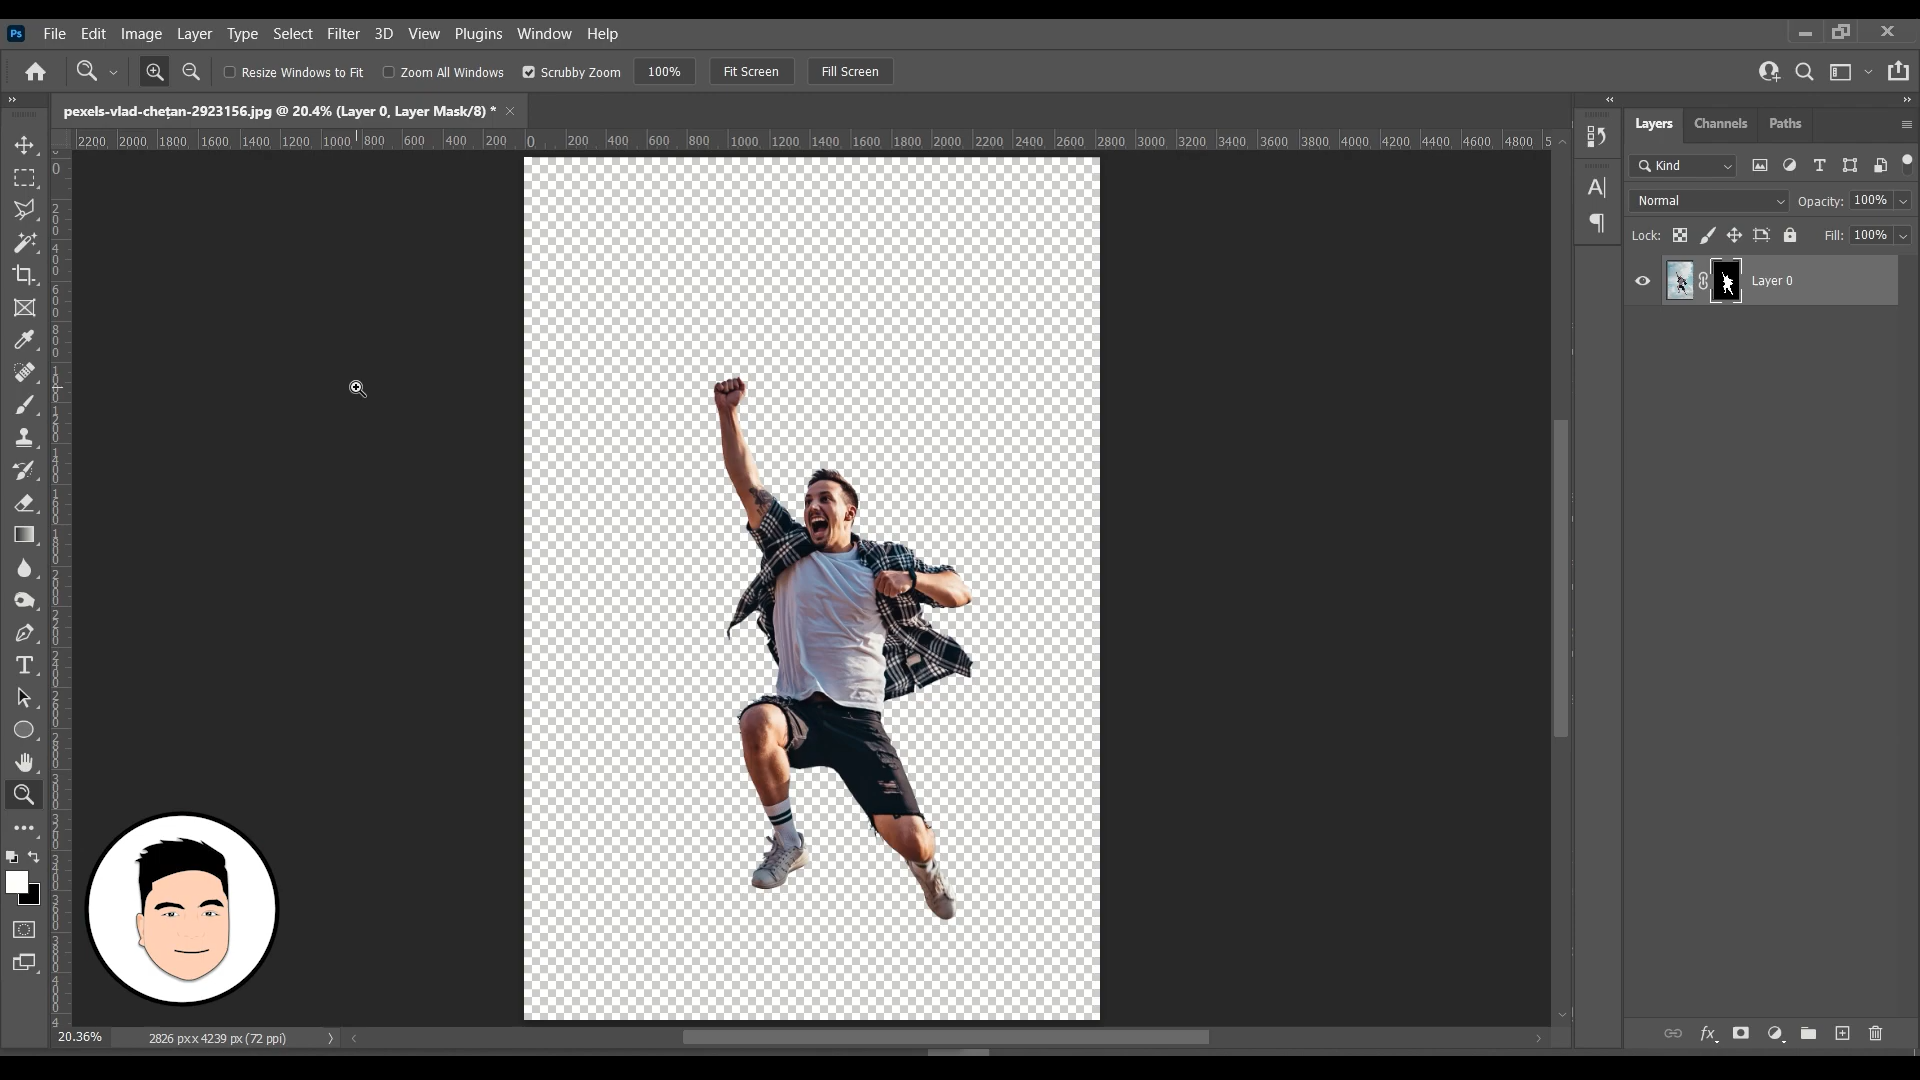 Ps File Edit Image Layer Type Select Filter 3D View Plugins Window Help
Resize Windows to Fit Zoom All Windows Scrubby Zoom 100% Fit Screen Fill Screen
pexels-vlad-chețan-2923156.jpg @ 20.4% (Layer 0, Layer Mask/8) *
2200 2000 1800 1600 1400 1200 1000 800 600 400 200 0 200 400 600 800 1000 1200 1400 1600 1800 2000 2200 2400 2600 2800 3000 3200 3400 3600 3800 4000 4200 4400 4600 4800 5
Layers Channels Paths
Kind
Normal Opacity: 100%
Lock: Fill: 100%
Layer 0
20.36% 2826 px x 4239 px (72 ppi)